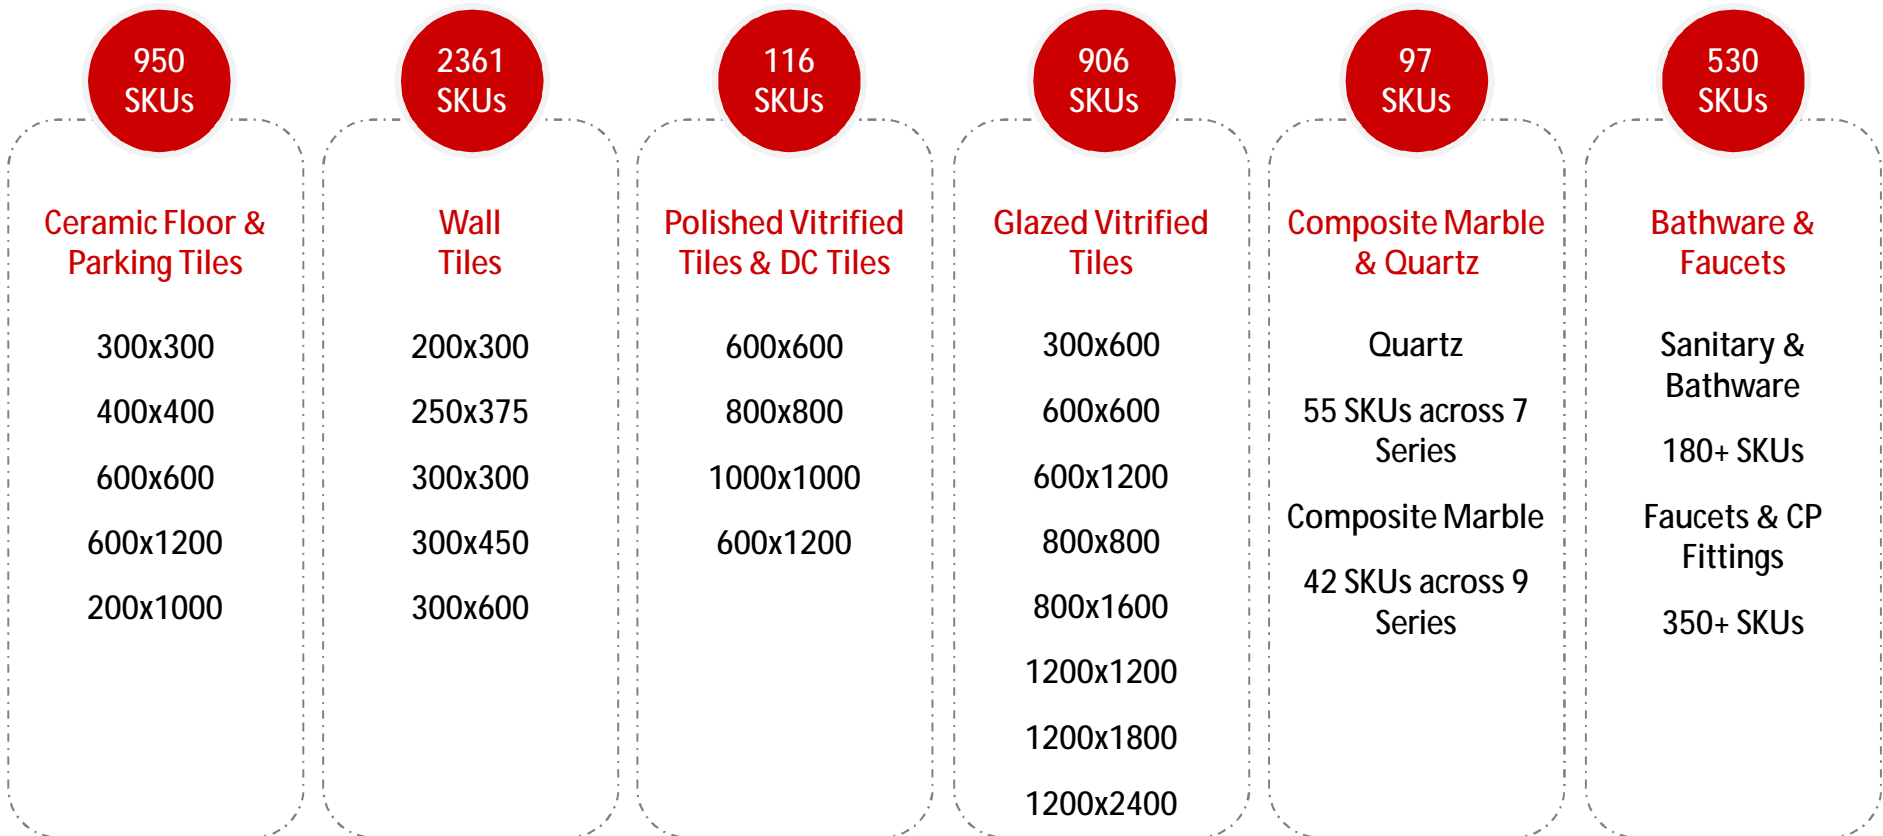 950
SKUs
Ceramic Floor &
Parking Tiles
300x300
400x400
600x600
600x1200
200x1000
2361
SKUs
Wall
Tiles
200x300
250x375
300x300
300x450
300x600
116
SKUs
Polished Vitrified
Tiles & DC Tiles
600x600
800x800
1000x1000
600x1200
906
SKUs
Glazed Vitrified
Tiles
300x600
600x600
600x1200
800x800
800x1600
1200x1200
1200x1800
1200x2400
97
SKUs
Composite Marble
& Quartz
Quartz
55 SKUs across 7
Series
Composite Marble
42 SKUs across 9
Series
530
SKUs
Bathware &
Faucets
Sanitary &
Bathware
180+ SKUs
Faucets & CP
Fittings
350+ SKUs